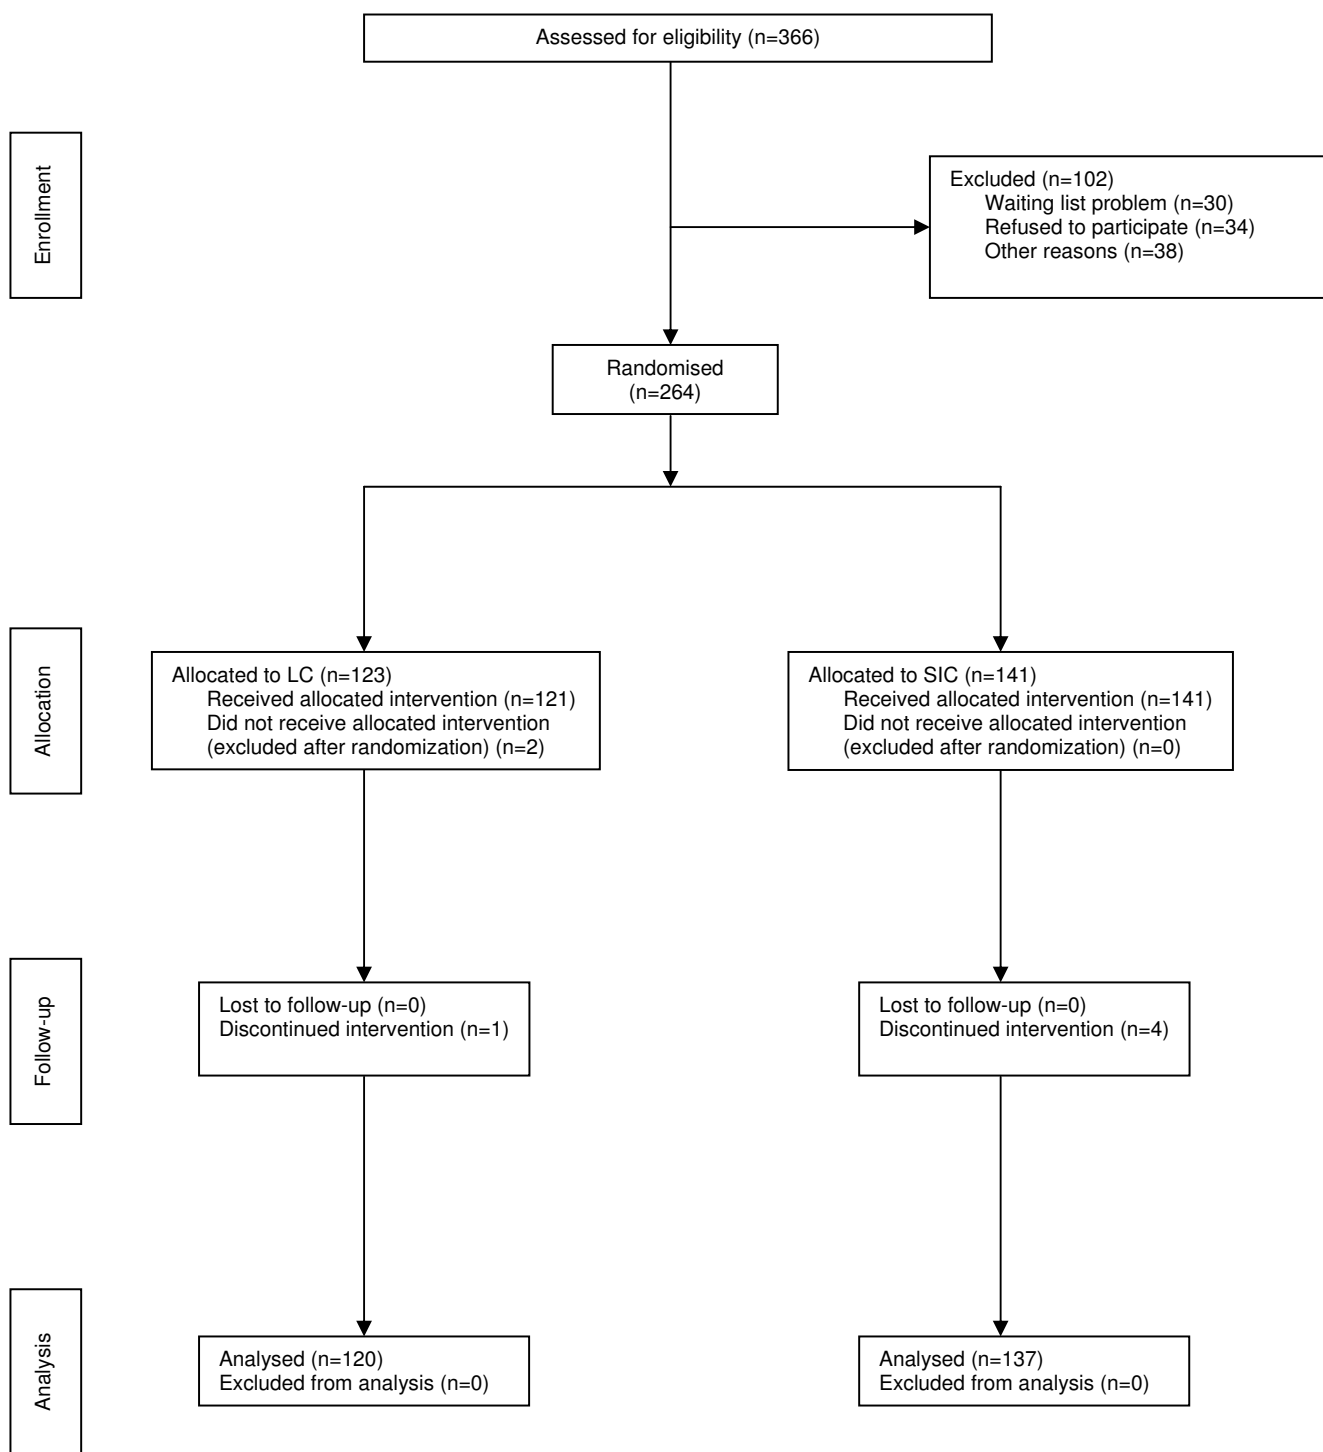 Assessed for eligibility (n=366)
Enrollment
Excluded (n=102)
Waiting list problem (n=30)
Refused to participate (n=34)
Other reasons (n=38)
Randomised
(n=264)
Allocation
Allocated to LC (n=123)
Received allocated intervention (n=121)
Did not receive allocated intervention
(excluded after randomization) (n=2)
Allocated to SIC (n=141)
Received allocated intervention (n=141)
Did not receive allocated intervention
(excluded after randomization) (n=0)
Follow-up
Lost to follow-up (n=0)
Discontinued intervention (n=1)
Lost to follow-up (n=0)
Discontinued intervention (n=4)
Analysis
Analysed (n=120)
Excluded from analysis (n=0)
Analysed (n=137)
Excluded from analysis (n=0)